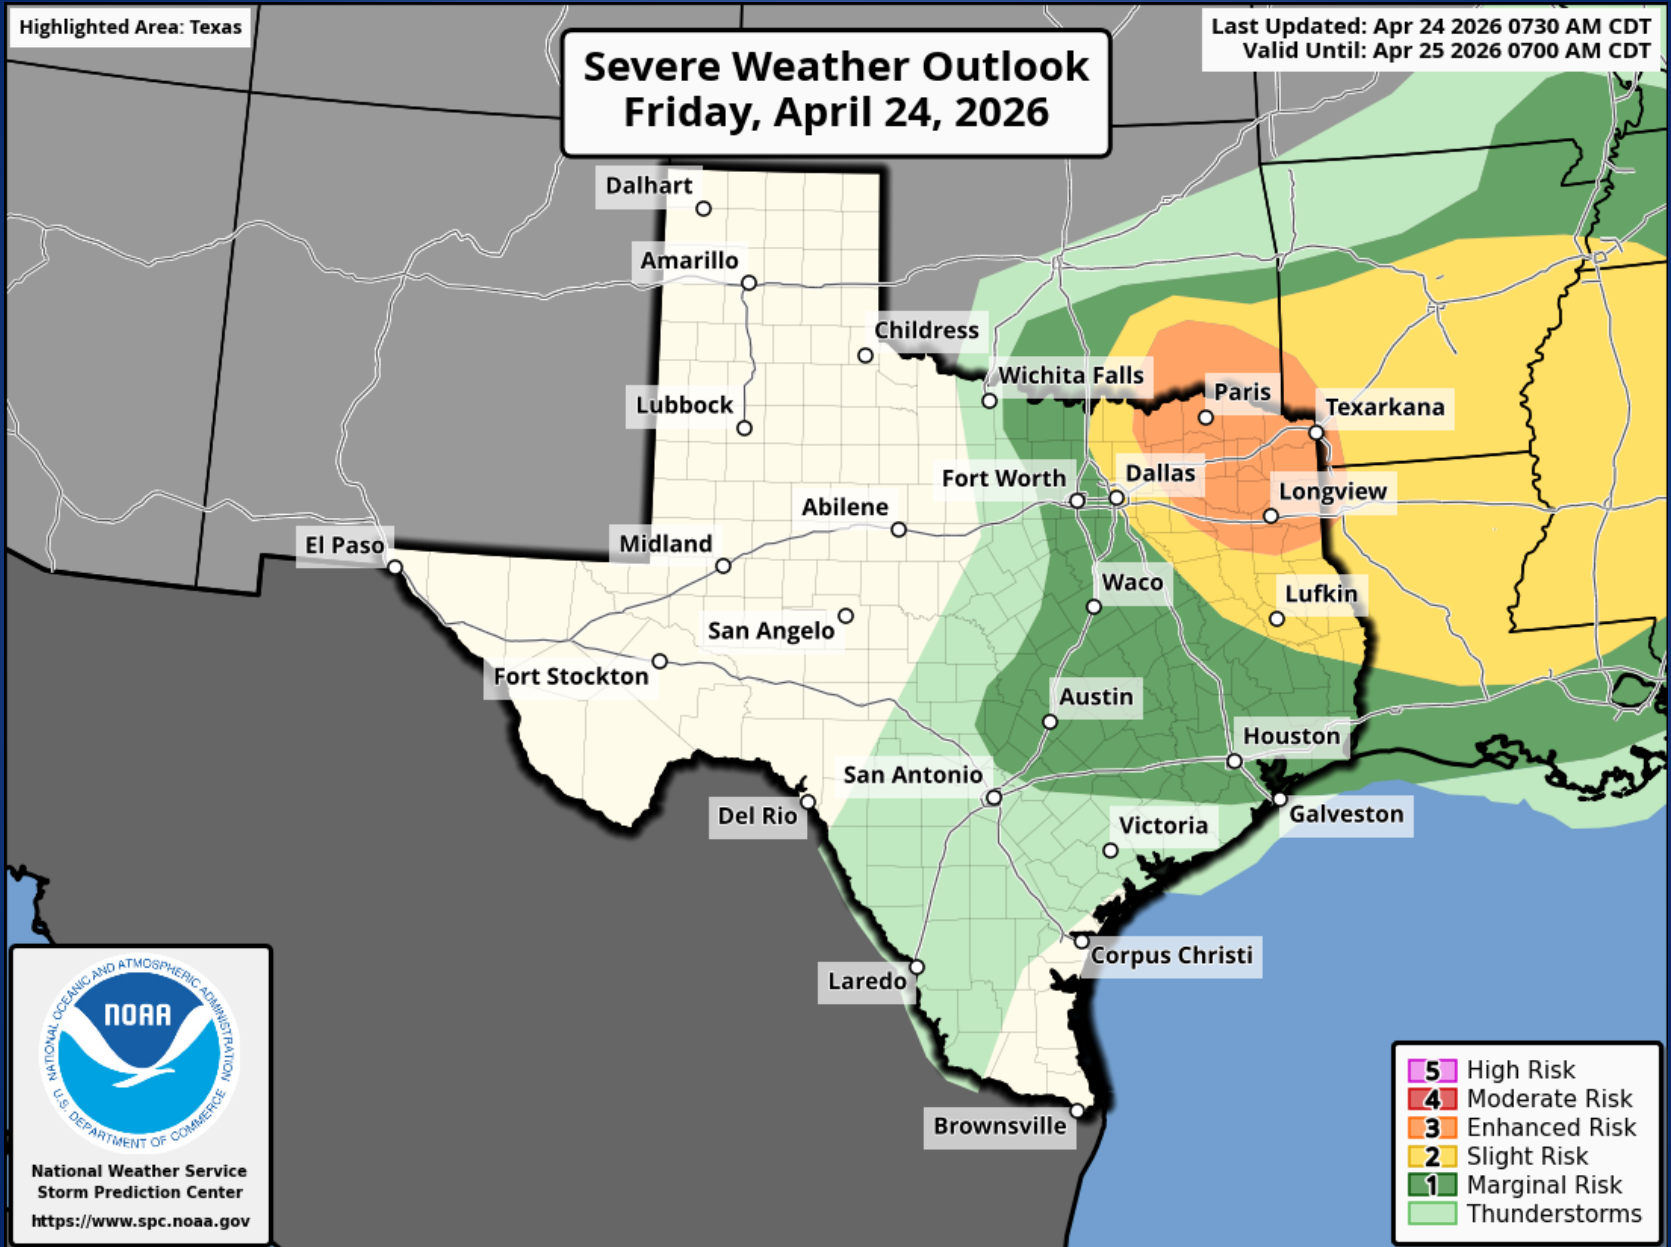 Highlighted Area: Texas
Severe Weather Outlook
Friday, April 24, 2026
Last Updated: Apr 24 2026 0730 AM CDT
Valid Until: Apr 25 2026 0700 AM CDT
Dalhart
Amarillo
Childress
Wichita Falls
Paris
Texarkana
Lubbock
Fort Worth
Dallas
Longview
Abilene
El Paso
Midland
Waco
Lufkin
San Angelo
Fort Stockton
Austin
Houston
San Antonio
Del Rio
Galveston
Victoria
Corpus Christi
Laredo
Brownsville
NATIONAL OCEANIC AND ATMOSPHERIC ADMINISTRATION
NOAA
U.S. DEPARTMENT OF COMMERCE
National Weather Service
Storm Prediction Center
https://www.spc.noaa.gov
5 High Risk
4 Moderate Risk
3 Enhanced Risk
2 Slight Risk
1 Marginal Risk
Thunderstorms